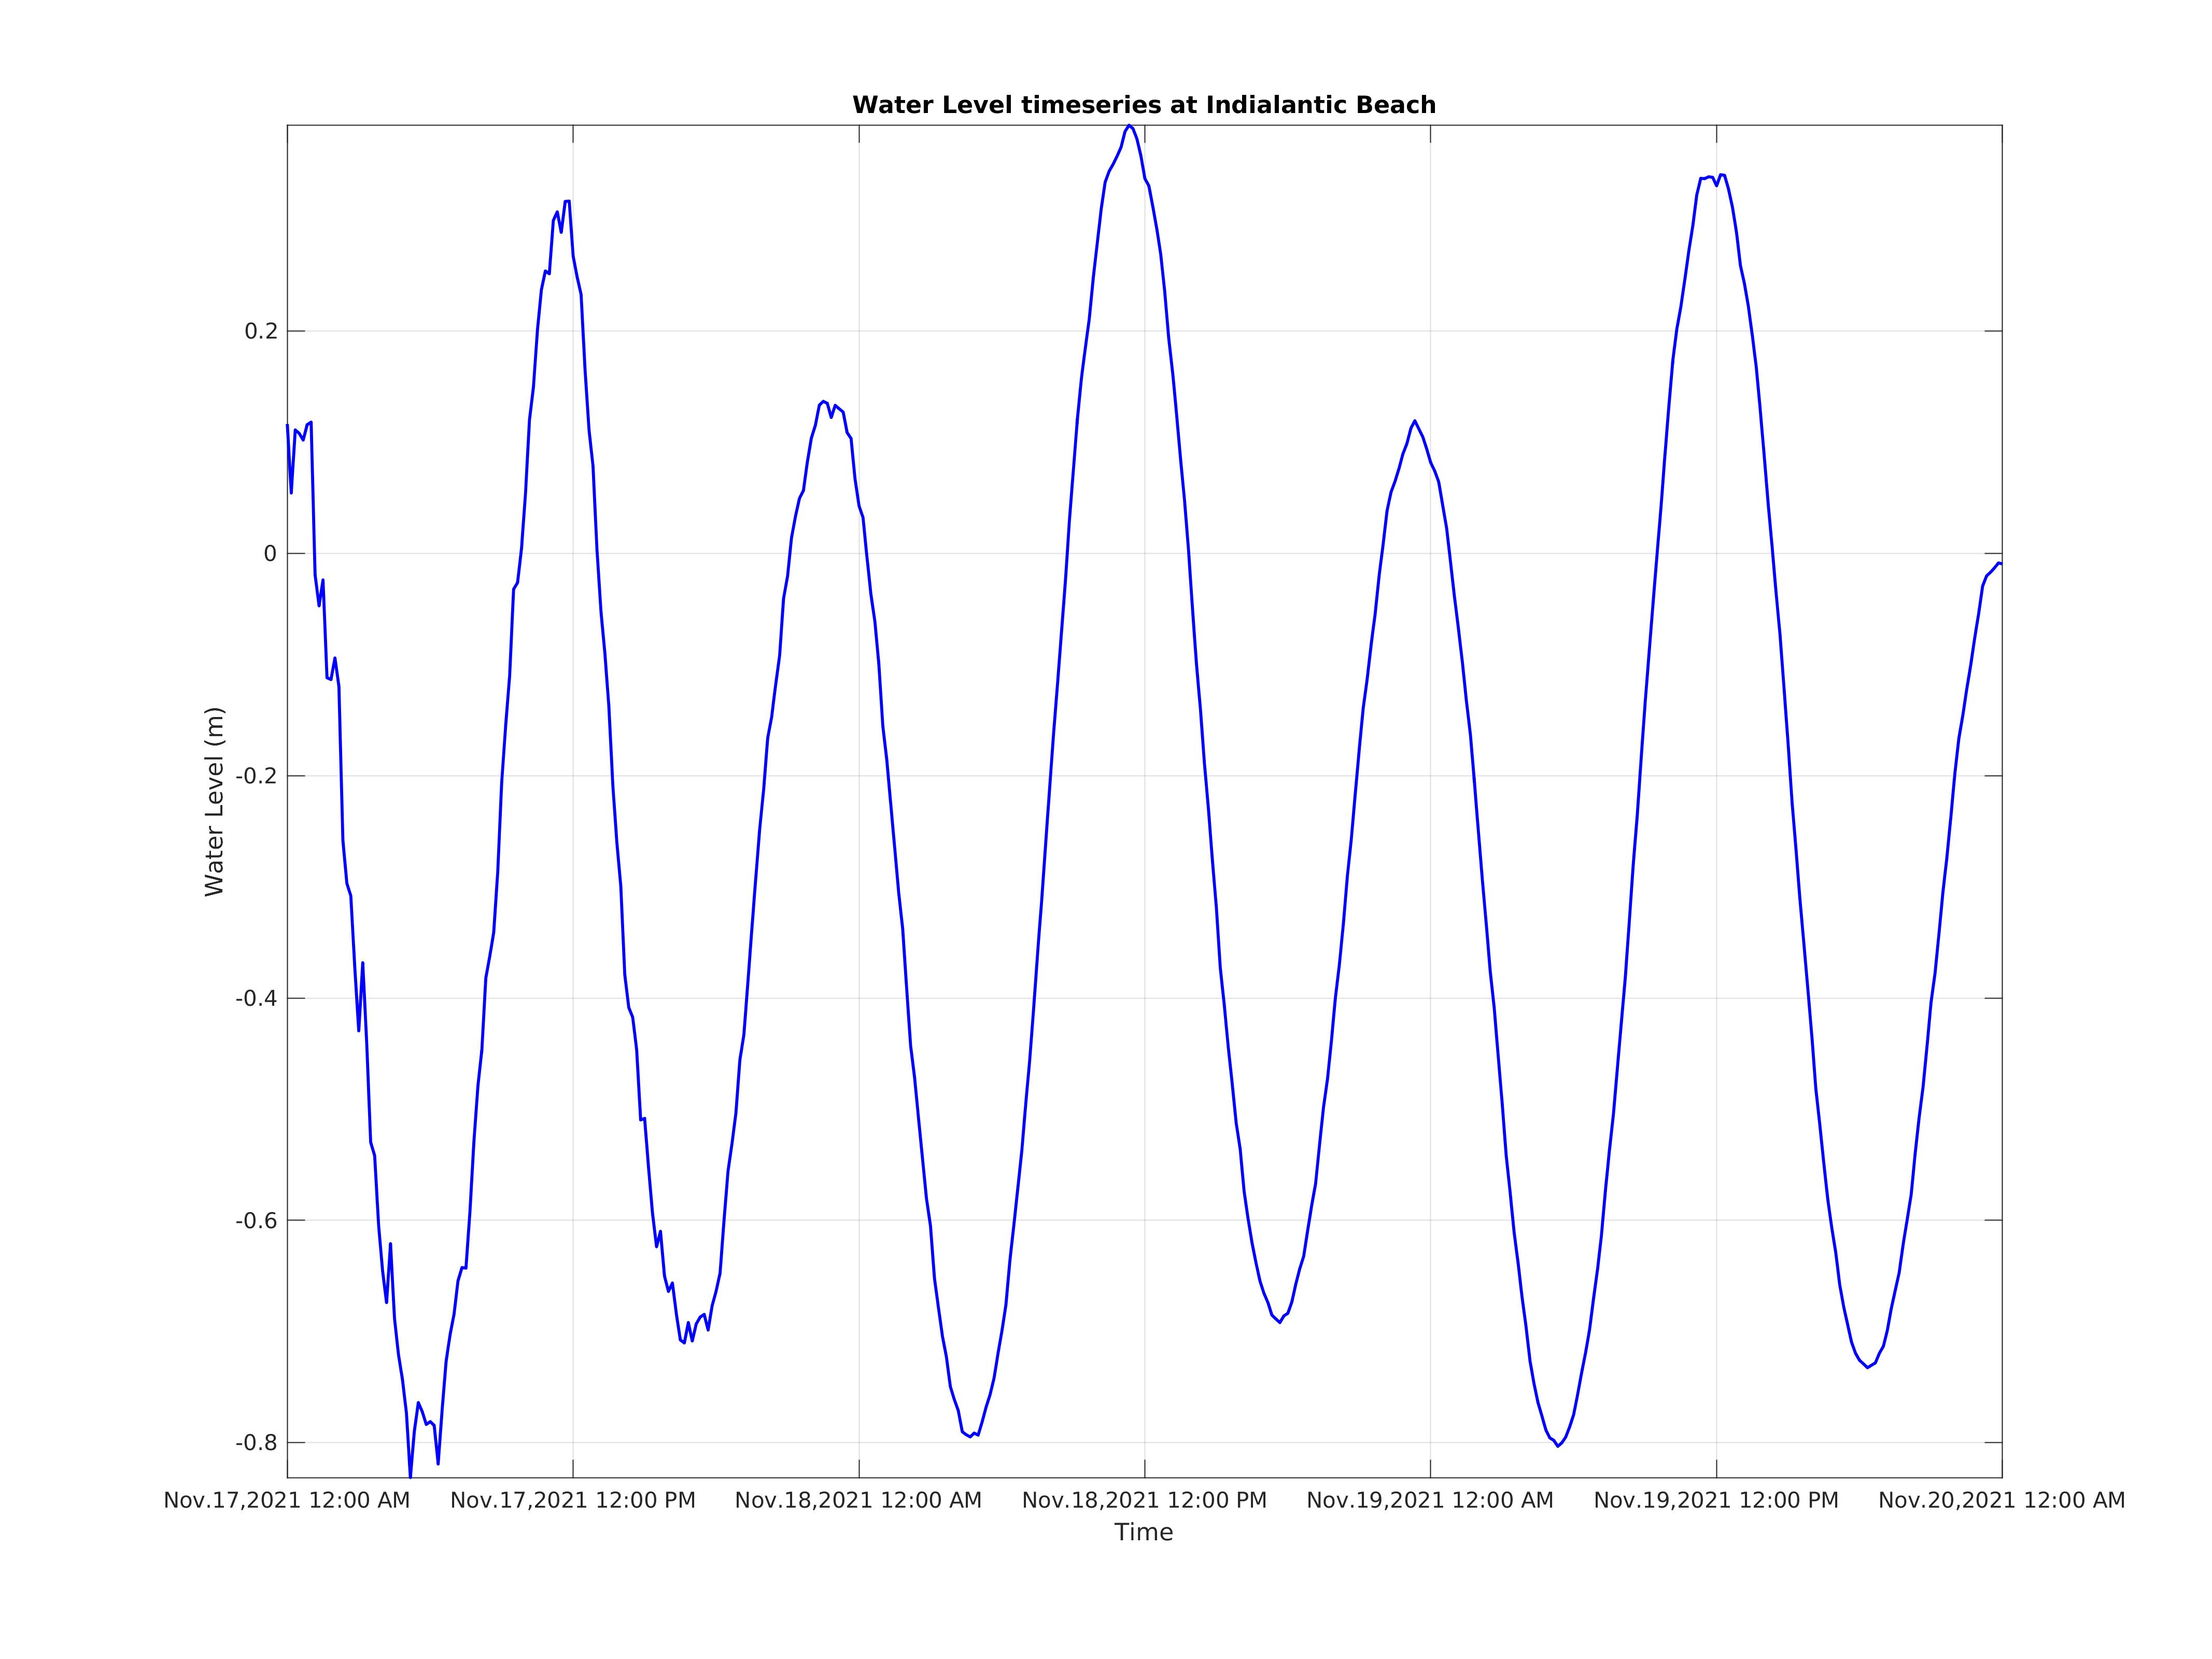 Water Level timeseries at Indialantic Beach
0.2
0
-0.2
-0.4
-0.6
-0.8
Water Level (m)
Nov.17,2021 12:00 AM
Nov.17,2021 12:00 PM
Nov.18,2021 12:00 AM
Nov.18,2021 12:00 PM
Nov.19,2021 12:00 AM
Nov.19,2021 12:00 PM
Nov.20,2021 12:00 AM
Time